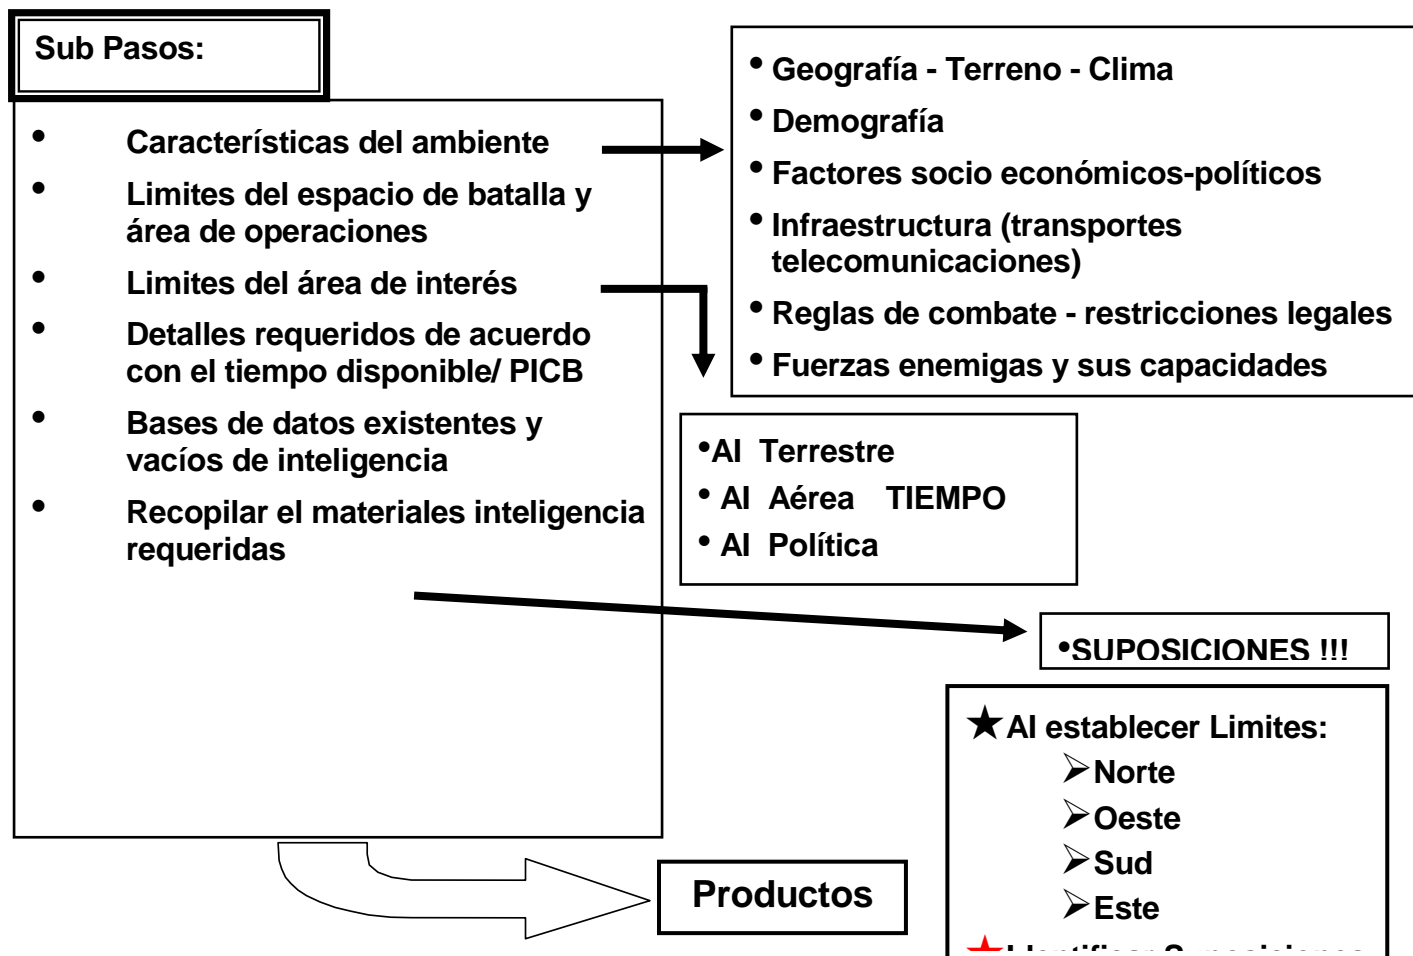 Sub Pasos:
• Características del ambiente
• Limites del espacio de batalla y
área de operaciones
• Limites del área de interés
• Detalles requeridos de acuerdo
con el tiempo disponible/ PICB
• Bases de datos existentes y
vacíos de inteligencia
• Recopilar el materiales inteligencia
requeridas
• Geografía - Terreno - Clima
• Demografía
• Factores socio económicos-políticos
• Infraestructura (transportes
telecomunicaciones)
• Reglas de combate - restricciones legales
• Fuerzas enemigas y sus capacidades
•AI Terrestre
• AI Aérea TIEMPO
• AI Política
•SUPOSICIONES !!!
★AI establecer Limites:
➢Norte
➢Oeste
➢Sud
➢Este
★Identificar Suposiciones
Productos